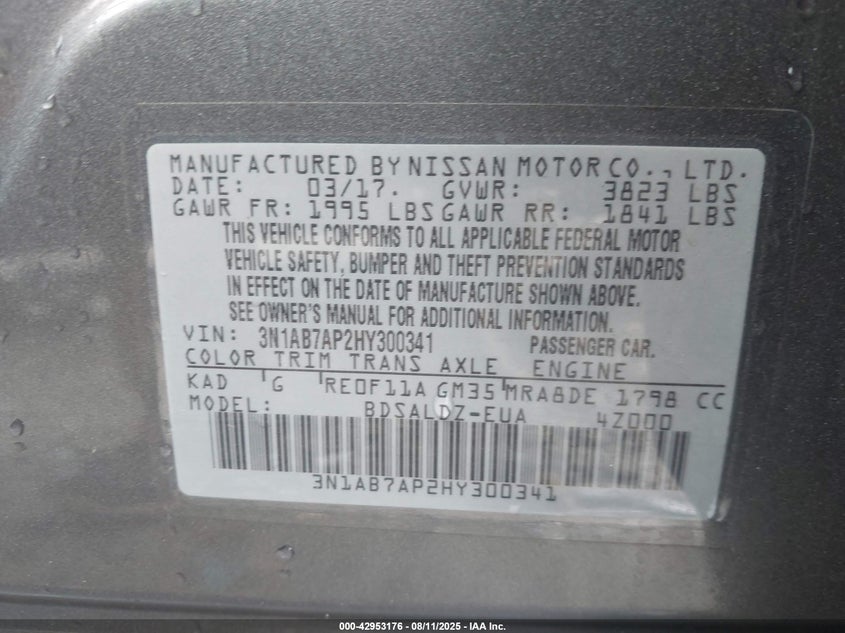 MANUFACTURED BY NISSAN MOTOR CO., LTD.
DATE: 03/17. GVWR: 3823 LBS
GAWR FR: 1995 LBS GAWR RR: 1841 LBS
THIS VEHICLE CONFORMS TO ALL APPLICABLE FEDERAL MOTOR
VEHICLE SAFETY, BUMPER AND THEFT PREVENTION STANDARDS
IN EFFECT ON THE DATE OF MANUFACTURE SHOWN ABOVE.
SEE OWNER'S MANUAL FOR ADDITIONAL INFORMATION.
VIN: 3N1AB7AP2HY300341 PASSENGER CAR.
COLOR TRIM TRANS AXLE ENGINE
KAD G RE0F11A GM35 MRA8DE 1798 CC
MODEL: BDSALDZ-EUA 4Z000
3N1AB7AP2HY300341
000-42953176 - 08/11/2025 - IAA Inc.